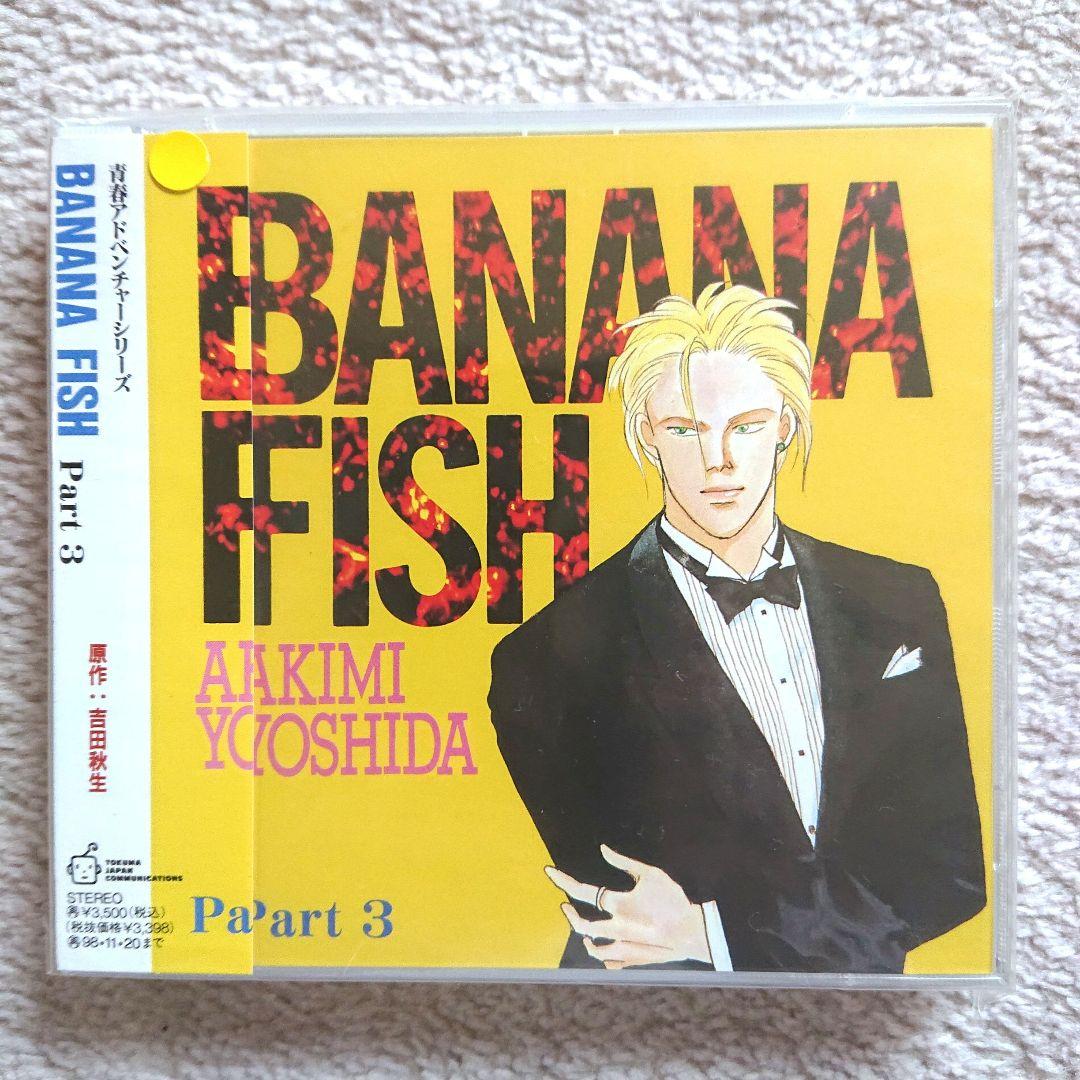 青春アドベンチャーシリーズ
BANANA FISH Part 3
原作：吉田秋生
TOKUMA
JAPAN
COMMUNICATIONS
STEREO
¥3,500(税込)
(税抜価格¥3,398)
98・11・20まで
BANANA
FISH
AKIMI
YOSHIDA
Part 3